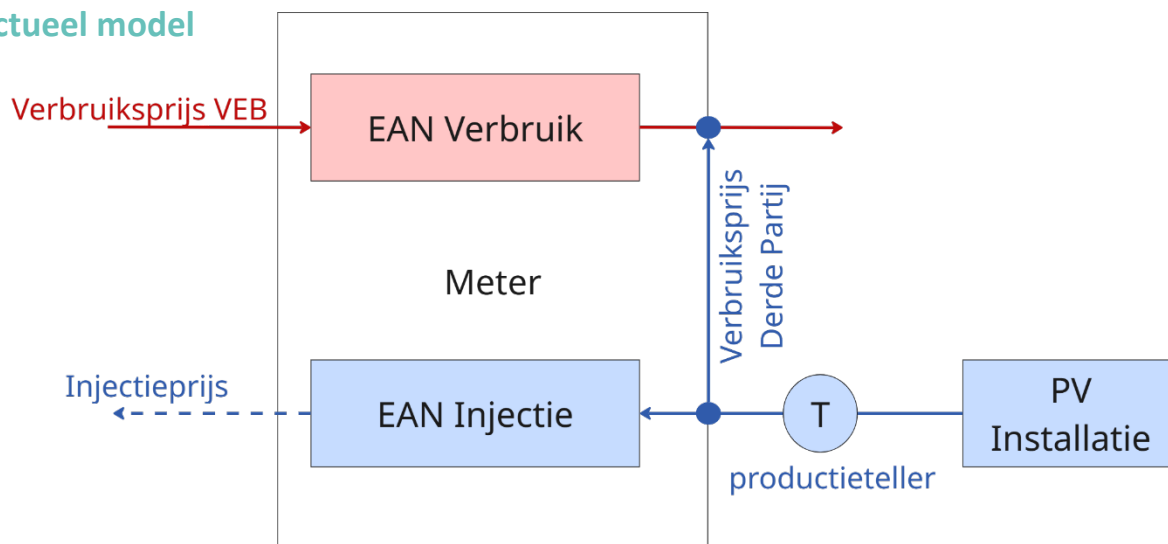 ctueel model
Verbruiksprijs VEB
EAN Verbruik
Verbruiksprijs
Derde Partij
Meter
Injectieprijs
EAN Injectie
T
PV
Installatie
productieteller